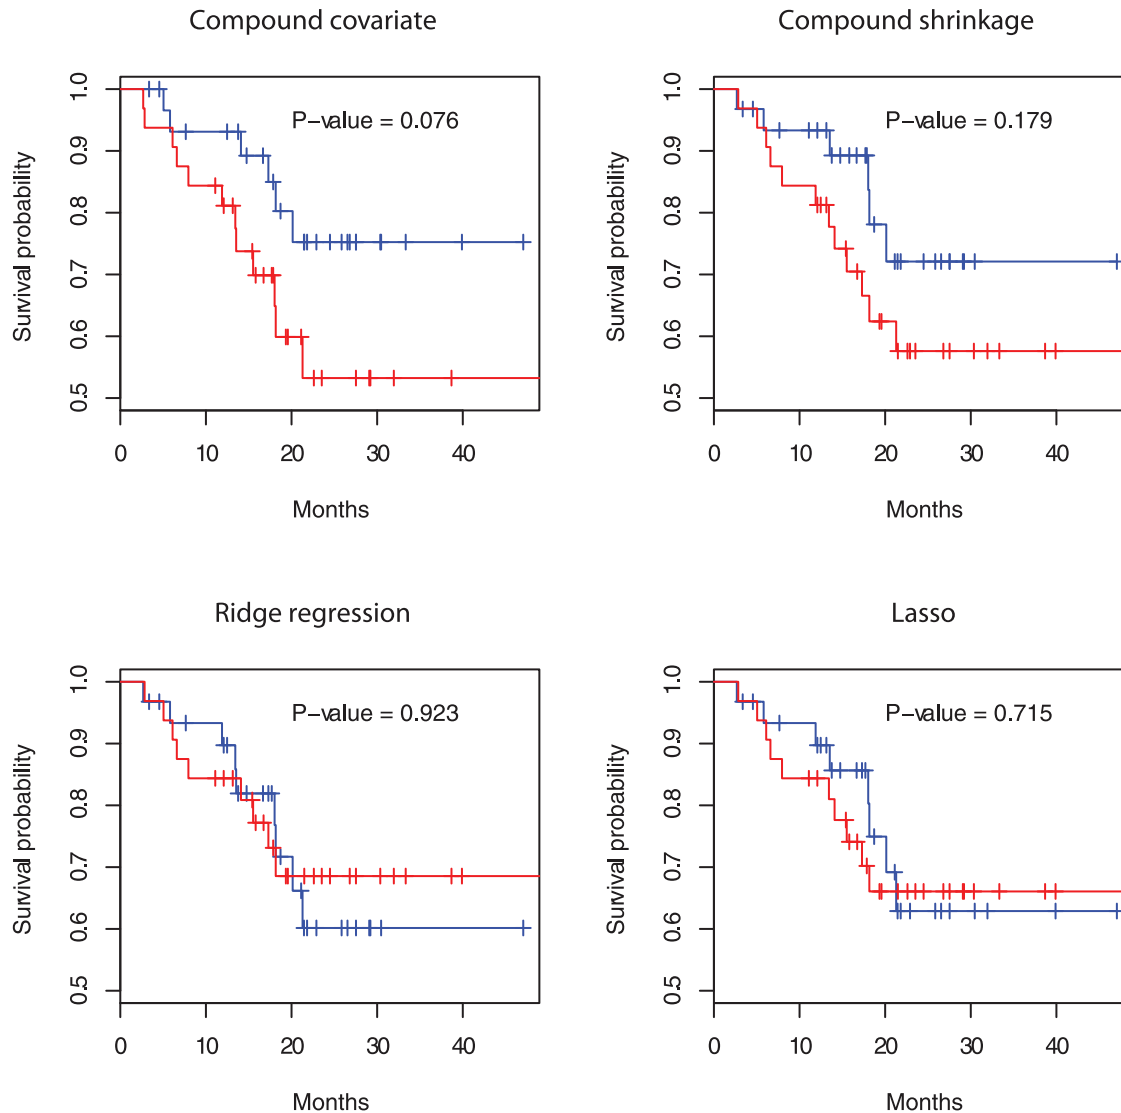 Compound covariate
1.0
0.9
0.8
0.7
0.6
0.5
Survival probability
P-value = 0.076
0 10 20 30 40
Months
Compound shrinkage
1.0
0.9
0.8
0.7
0.6
0.5
Survival probability
P-value = 0.179
0 10 20 30 40
Months
Ridge regression
1.0
0.9
0.8
0.7
0.6
0.5
Survival probability
P-value = 0.923
0 10 20 30 40
Months
Lasso
1.0
0.9
0.8
0.7
0.6
0.5
Survival probability
P-value = 0.715
0 10 20 30 40
Months